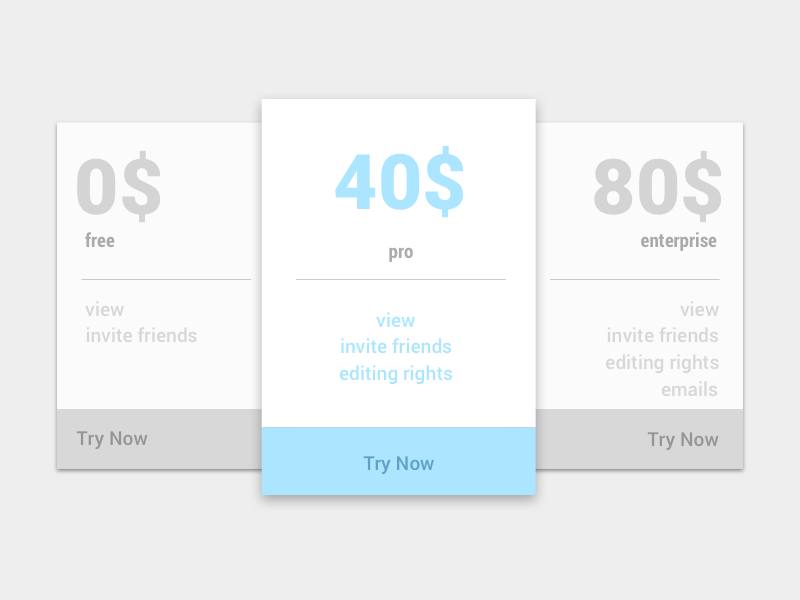 0$
free
view
invite friends
Try Now
40$
pro
view
invite friends
editing rights
Try Now
80$
enterprise
view
invite friends
editing rights
emails
Try Now